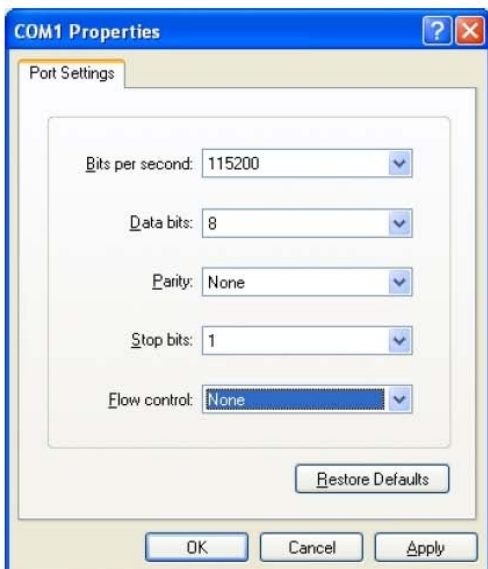 COM1 Properties
Port Settings
Bits per second: 115200
Data bits: 8
Parity: None
Stop bits: 1
Flow control: None
Restore Defaults
OK Cancel Apply